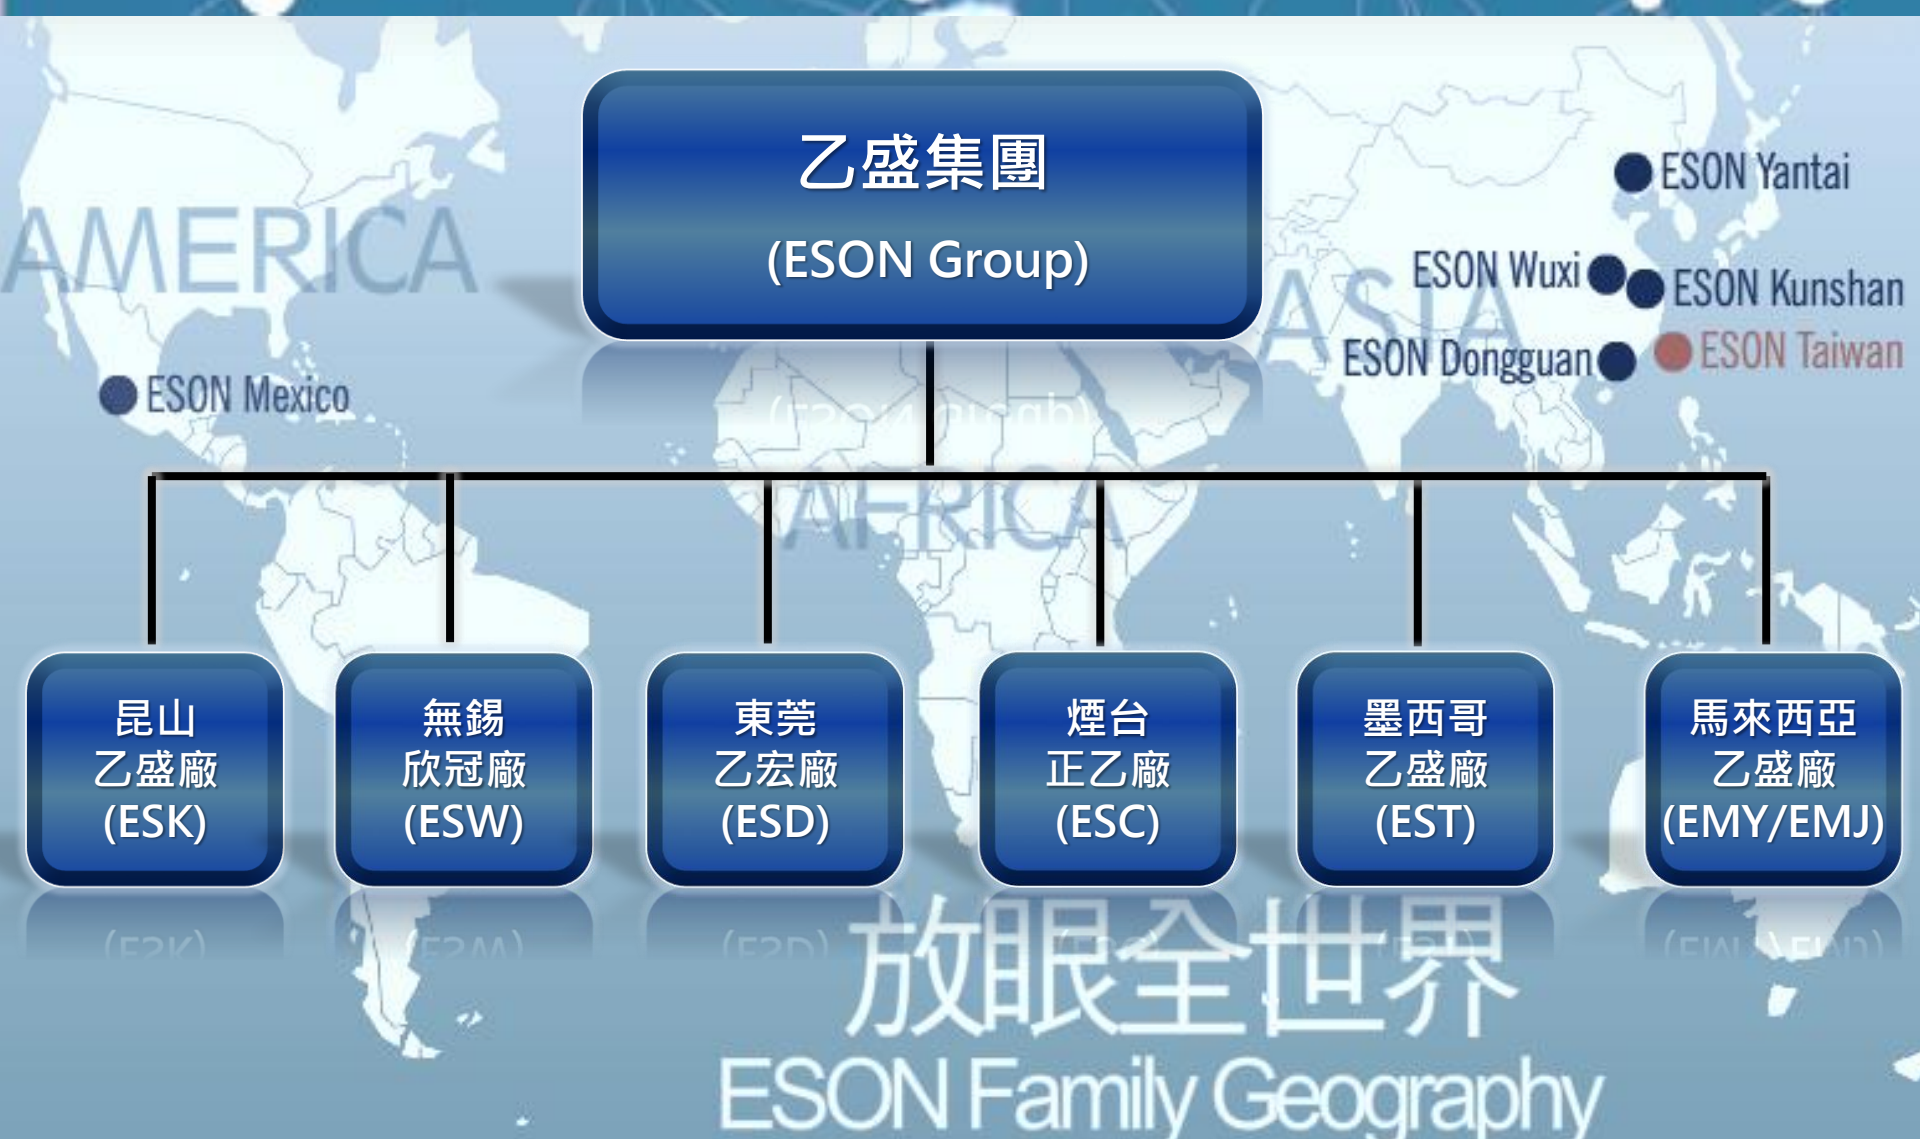 乙盛集團
(ESON Group)
AMERICA
ASIA
AFRICA
ESON Yantai
ESON Wuxi
ESON Kunshan
ESON Dongguan
ESON Taiwan
ESON Mexico
昆山
乙盛廠
(ESK)
無錫
欣冠廠
(ESW)
東莞
乙宏廠
(ESD)
煙台
正乙廠
(ESC)
墨西哥
乙盛廠
(EST)
馬來西亞
乙盛廠
(EMY/EMJ)
放眼全世界
ESON Family Geography